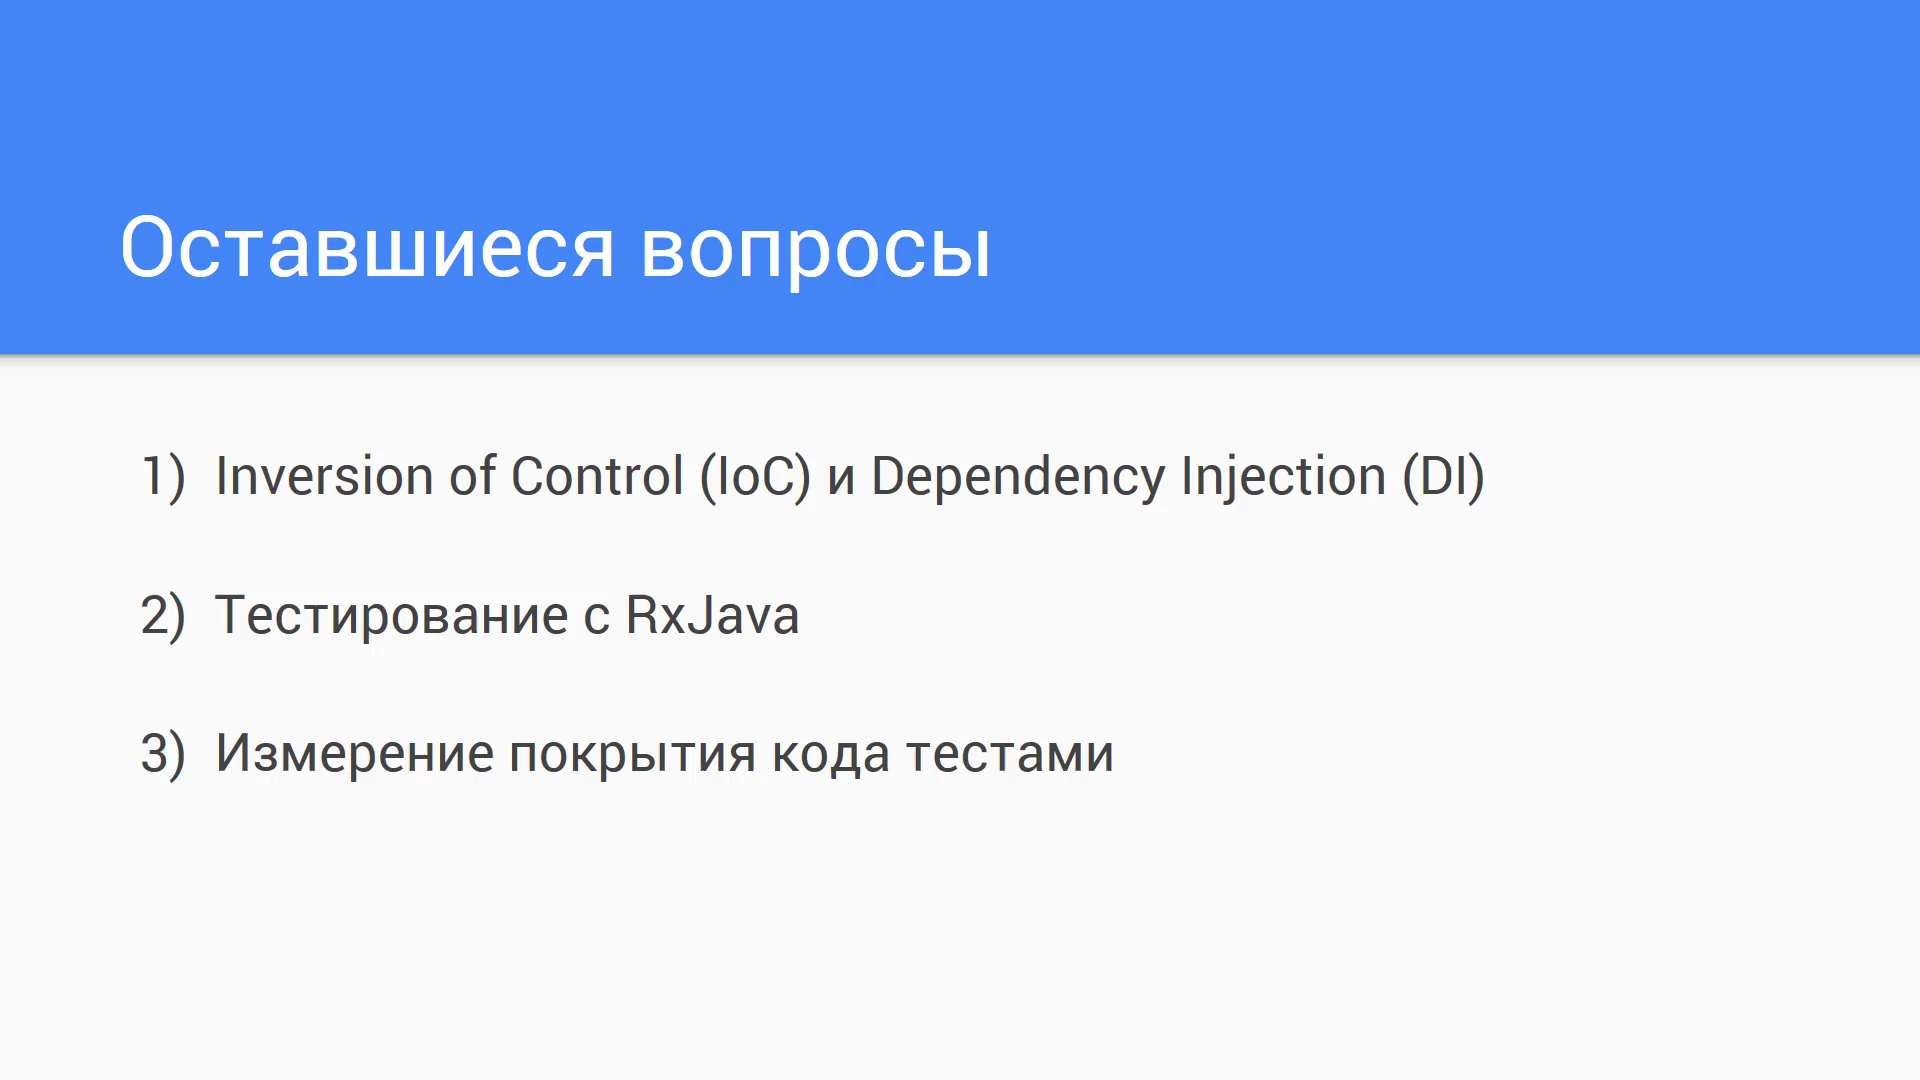 Оставшиеся вопросы
1) Inversion of Control (IoC) и Dependency Injection (DI)
2) Тестирование с RxJava
3) Измерение покрытия кода тестами